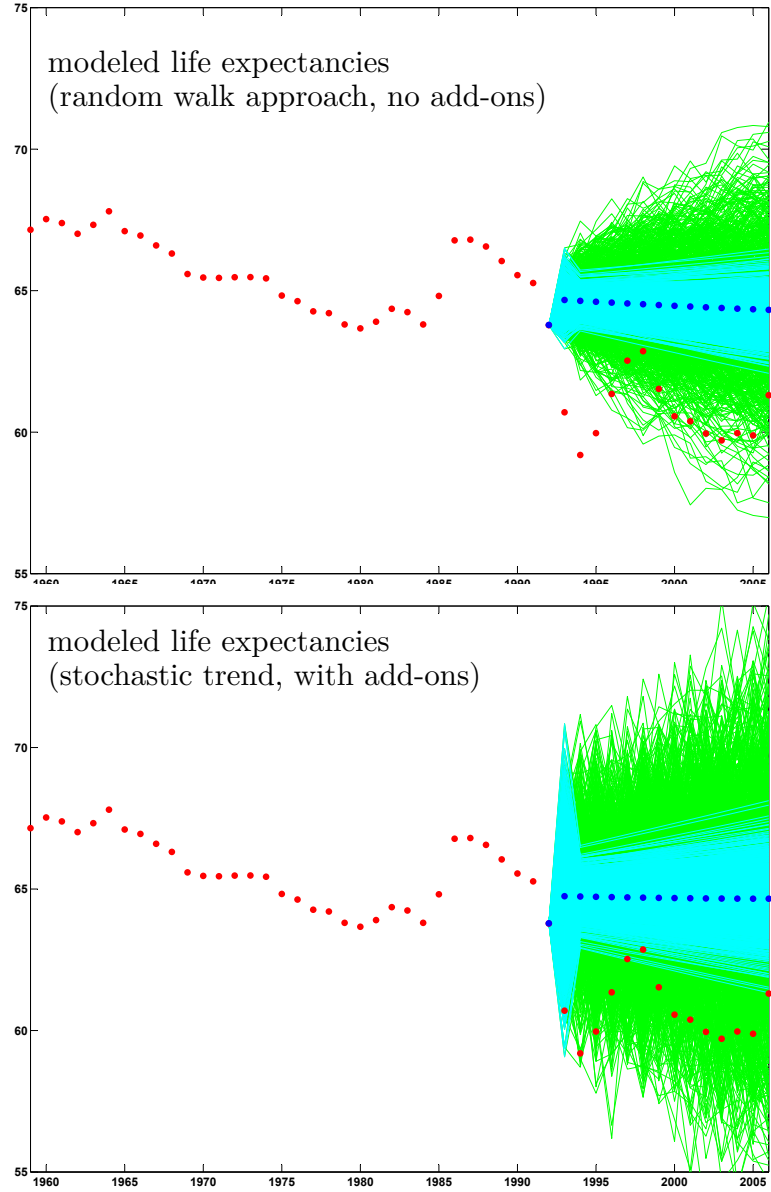 75
modeled life expectancies
(random walk approach, no add-ons)
70
65
60
55
1960 1965 1970 1975 1980 1985 1990 1995 2000 2005
75
modeled life expectancies
(stochastic trend, with add-ons)
70
65
60
55
1960 1965 1970 1975 1980 1985 1990 1995 2000 2005